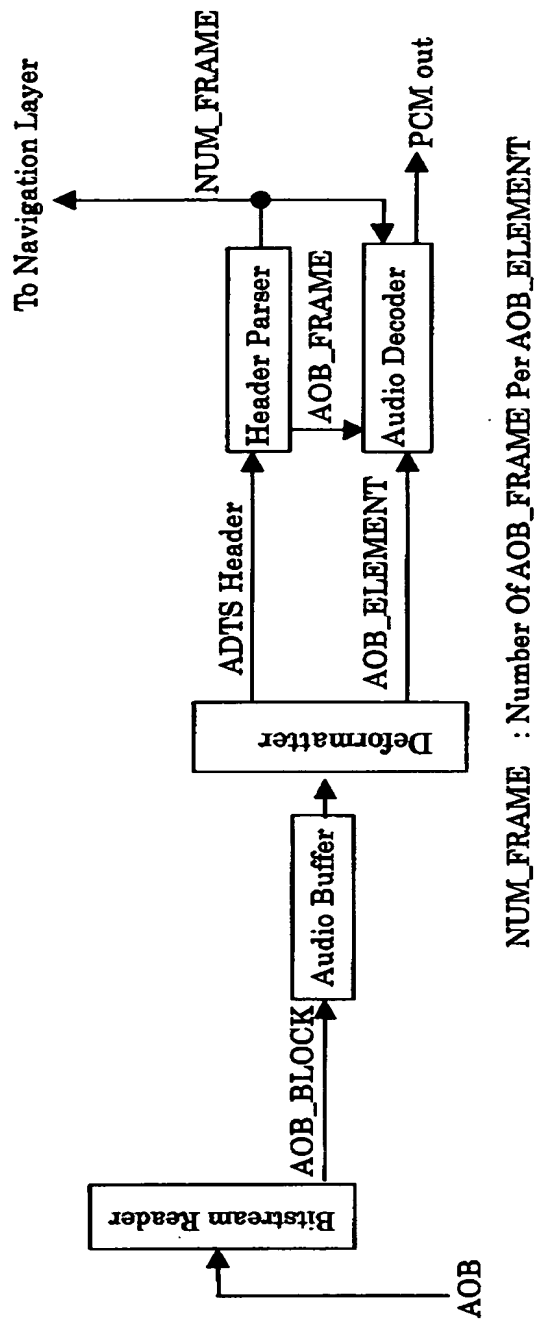 To Navigation Layer
NUM_FRAME
Header Parser
ADTS Header
AOB_FRAME
PCM out
Audio Decoder
AOB_ELEMENT
Deformatter
Audio Buffer
AOB_BLOCK
Bitstream Reader
AOB
NUM_FRAME : Number Of AOB_FRAME Per AOB_ELEMENT